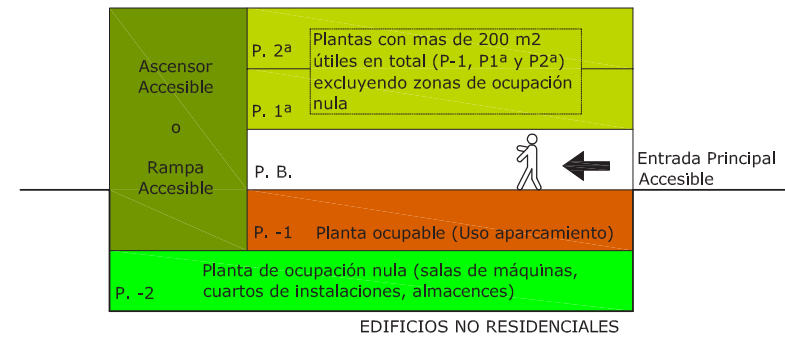 P. 2ª
Plantas con mas de 200 m2
útiles en total (P-1, P1ª y P2ª)
excluyendo zonas de ocupación
nula
P. 1ª
Ascensor
Accesible
o
Rampa
Accesible
P. B.
Entrada Principal
Accesible
P. -1 Planta ocupable (Uso aparcamiento)
Planta de ocupación nula (salas de máquinas,
cuartos de instalaciones, almacences)
P. -2
EDIFICIOS NO RESIDENCIALES